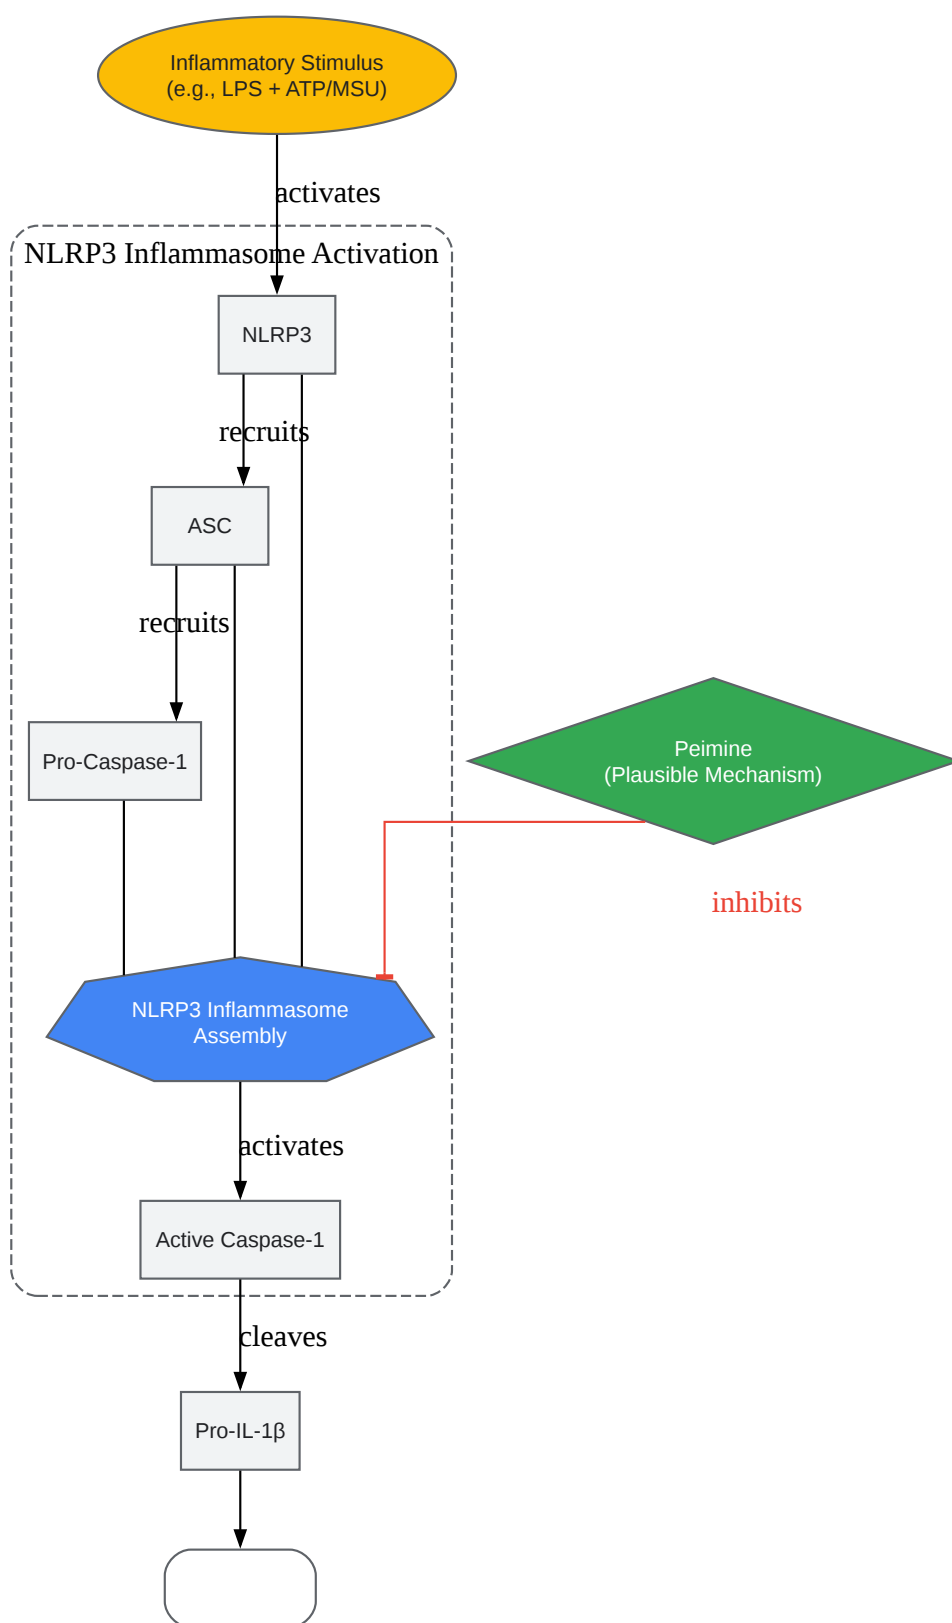 Inflammatory Stimulus
(e.g., LPS + ATP/MSU)
activates
NLRP3 Inflammasome Activation
NLRP3
recruits
ASC
recruits
Pro-Caspase-1
Peimine
(Plausible Mechanism)
inhibits
NLRP3 Inflammasome
Assembly
activates
Active Caspase-1
cleaves
Pro-IL-1β